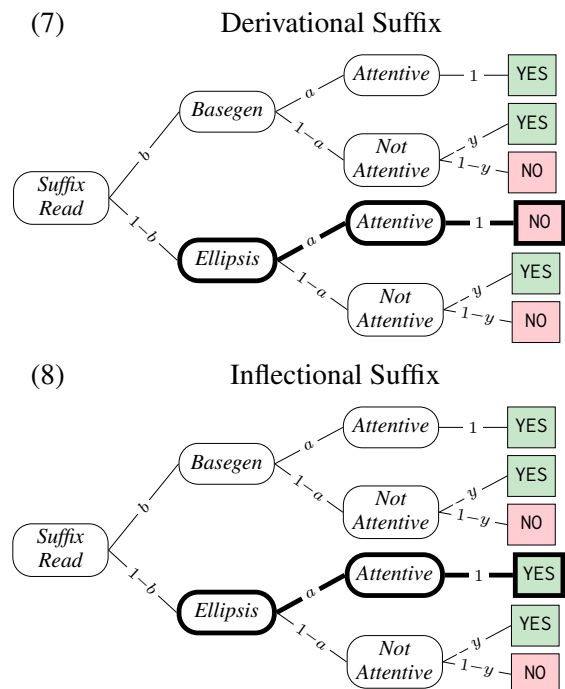 (7) Derivational Suffix
Attentive 1 YES
a
Basegen
1−a
Not
Attentive
y YES
1−y NO
b
Suffix
Read
1−b
Attentive 1 NO
a
Ellipsis
1−a
Not
Attentive
y YES
1−y NO
(8) Inflectional Suffix
Attentive 1 YES
a
Basegen
1−a
Not
Attentive
y YES
1−y NO
b
Suffix
Read
1−b
Attentive 1 YES
a
Ellipsis
1−a
Not
Attentive
y YES
1−y NO